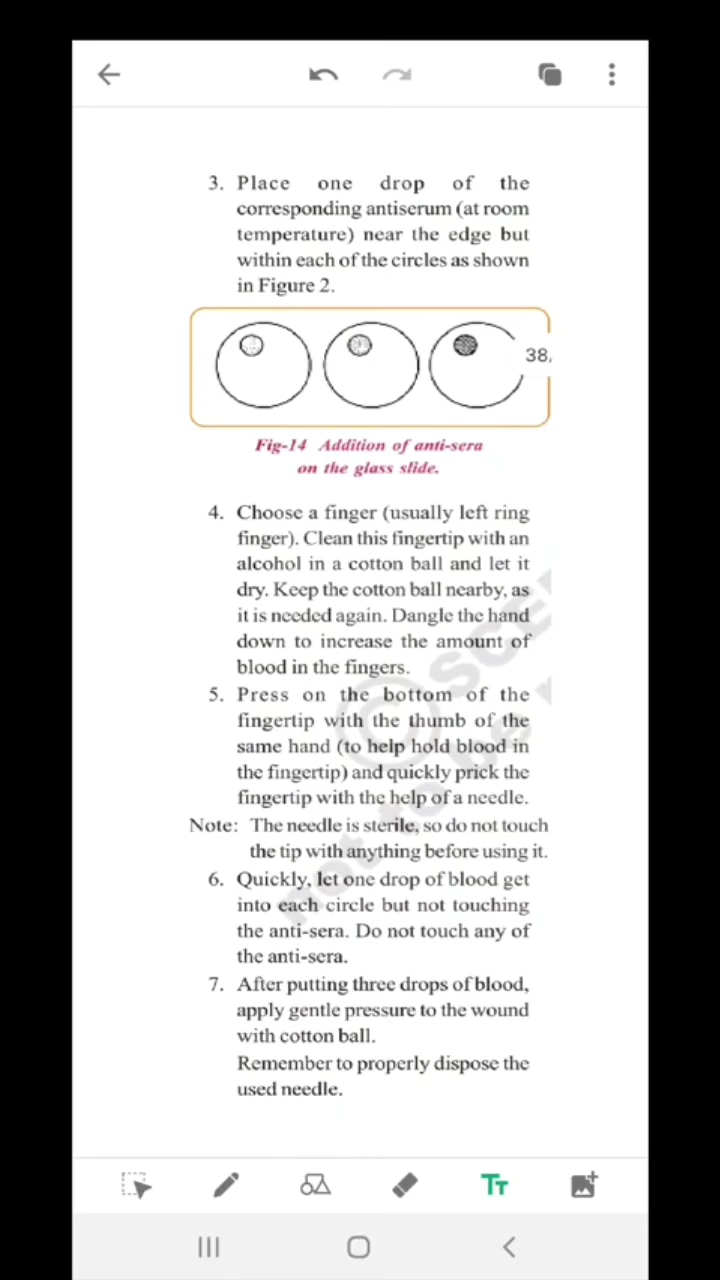 3. Place one drop of the
corresponding antiserum (at room
temperature) near the edge but
within each of the circles as shown
in Figure 2.
38,
Fig-14 Addition of anti-sera
on the glass slide.
4. Choose a finger (usually left ring
finger). Clean this fingertip with an
alcohol in a cotton ball and let it
dry. Keep the cotton ball nearby, as
it is needed again. Dangle the hand
down to increase the amount of
blood in the fingers.
5. Press on the bottom of the
fingertip with the thumb of the
same hand (to help hold blood in
the fingertip) and quickly prick the
fingertip with the help of a needle.
Note: The needle is sterile, so do not touch
the tip with anything before using it.
6. Quickly, let one drop of blood get
into each circle but not touching
the anti-sera. Do not touch any of
the anti-sera.
7. After putting three drops of blood,
apply gentle pressure to the wound
with cotton ball.
Remember to properly dispose the
used needle.
© SCE
not to be
TT